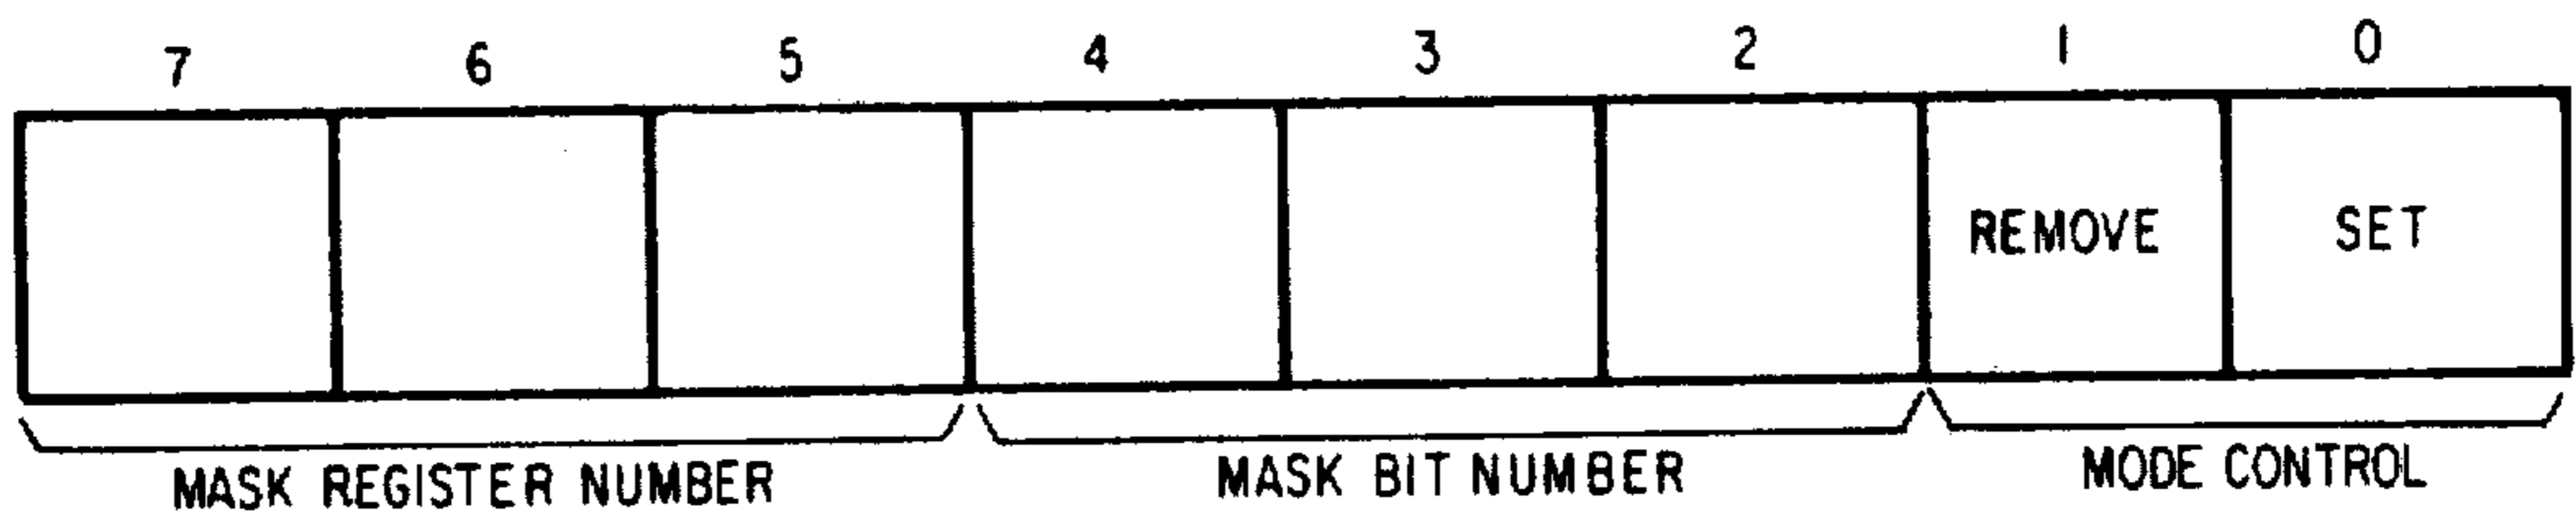 7 6 5 4 3 2 1 0
REMOVE SET
MASK REGISTER NUMBER MASK BIT NUMBER MODE CONTROL